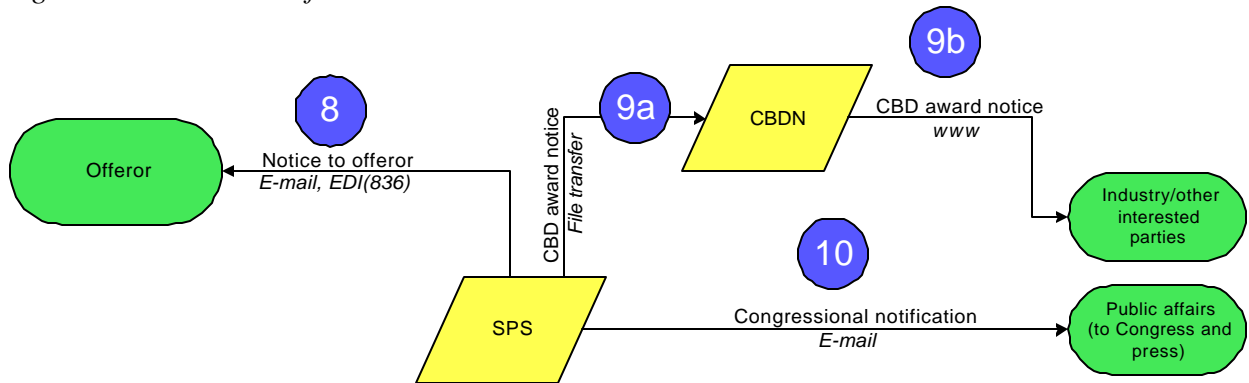 9b
8
9a
CBD award notice
www
CBDN
CBD award notice
File transfer
Notice to offeror
E-mail, EDI(836)
Offeror
Industry/other
interested
parties
10
Congressional notification
E-mail
SPS
Public affairs
(to Congress and
press)